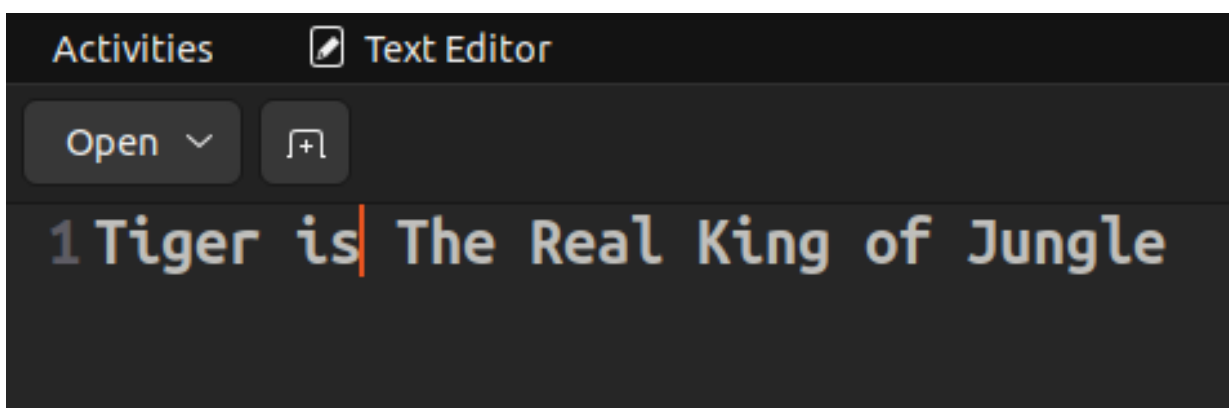 Activities Text Editor
Open
1 Tiger is The Real King of Jungle